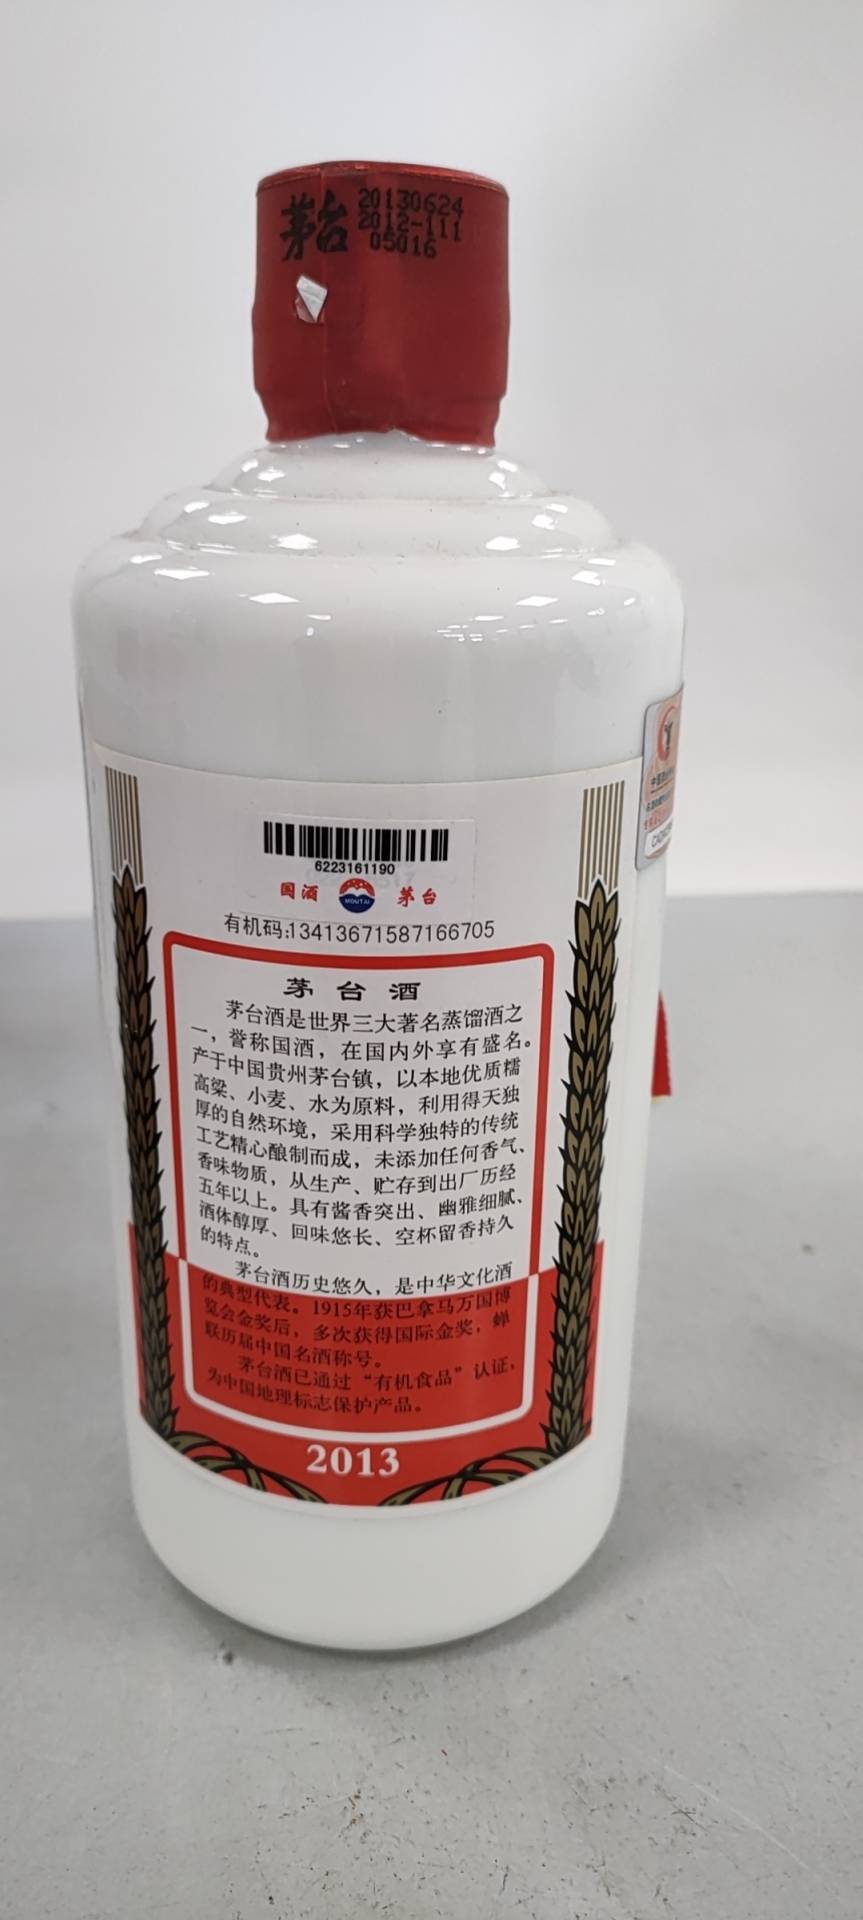 茅台
20130624
2012-111
05016
6223161190
国酒 MOUTAI 茅台
有机码:13413671587166705
茅台酒
茅台酒是世界三大著名蒸馏酒之
一，誉称国酒，在国内外享有盛名。
产于中国贵州茅台镇，以本地优质糯
高粱、小麦、水为原料，利用得天独
厚的自然环境，采用科学独特的传统
工艺精心酿制而成，未添加任何香气、
香味物质，从生产、贮存到出厂历经
五年以上。具有酱香突出、幽雅细腻、
酒体醇厚、回味悠长、空杯留香持久
的特点。
茅台酒历史悠久，是中华文化酒
的典型代表。1915年获巴拿马万国博
览会金奖后，多次获得国际金奖，蝉
联历届中国名酒称号。
茅台酒已通过“有机食品”认证，
为中国地理标志保护产品。
2013